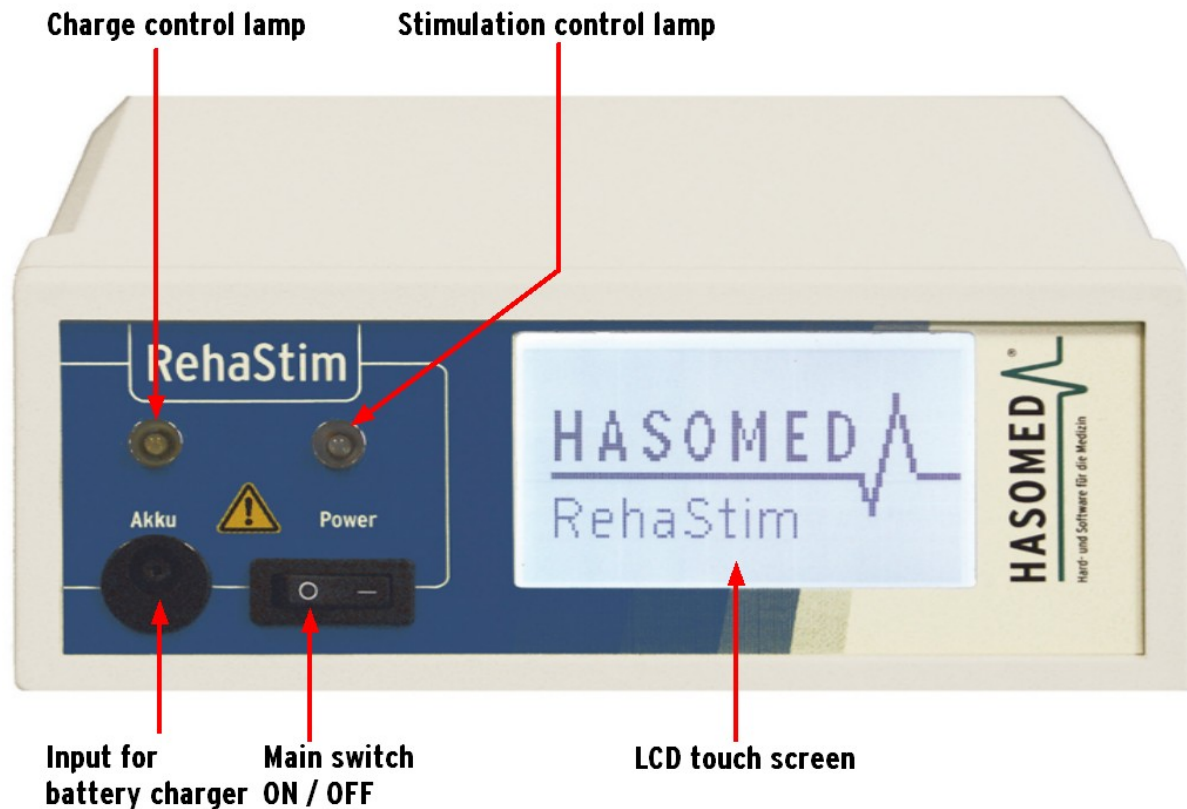 Charge control lamp
Stimulation control lamp
RehaStim
Akku
Power
HASOMED
RehaStim
HASOMED®
Hard- und Software für die Medizin
Input for
battery charger
Main switch
ON / OFF
LCD touch screen